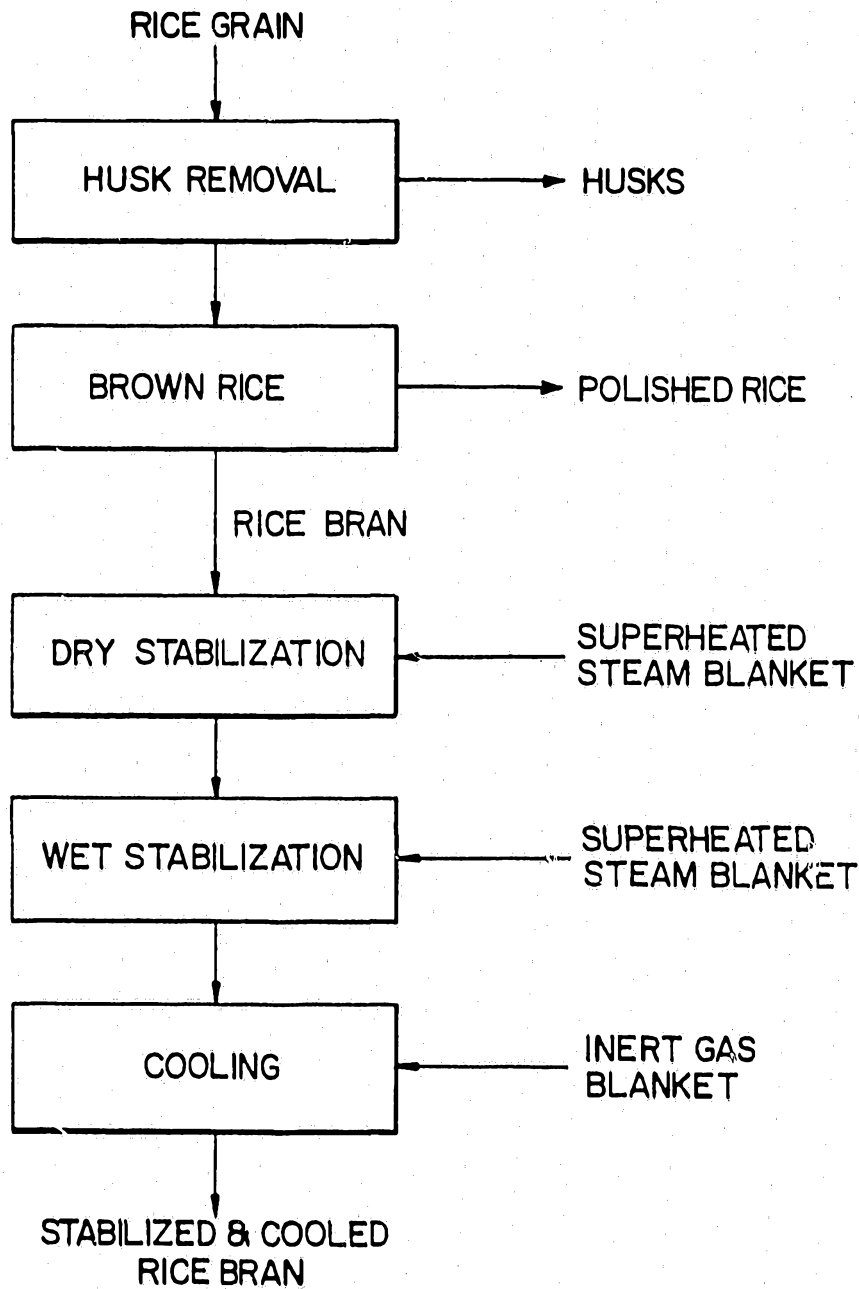 RICE GRAIN
HUSK REMOVAL
HUSKS
BROWN RICE
POLISHED RICE
RICE BRAN
DRY STABILIZATION
SUPERHEATED
STEAM BLANKET
WET STABILIZATION
SUPERHEATED
STEAM BLANKET
COOLING
INERT GAS
BLANKET
STABILIZED & COOLED
RICE BRAN